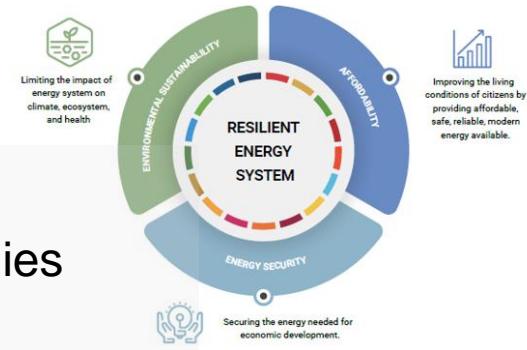 Limiting the impact of
energy system on
climate, ecosystem,
and health
ENVIRONMENTAL SUSTAINABLILITY
AFFORDABILITY
Improving the living
conditions of citizens by
providing affordable,
safe, reliable, modern
energy available.
RESILIENT
ENERGY
SYSTEM
ies
ENERGY SECURITY
Securing the energy needed for
economic development.